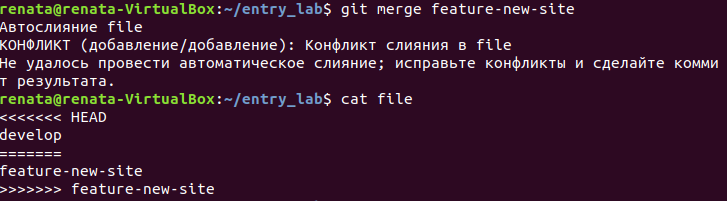 renata@renata-VirtualBox:~/entry_lab$ git merge feature-new-site
Автослияние file
КОНФЛИКТ (добавление/добавление): Конфликт слияния в file
Не удалось провести автоматическое слияние; исправьте конфликты и сделайте комми
т результата.
renata@renata-VirtualBox:~/entry_lab$ cat file
<<<<<<< HEAD
develop
=======
feature-new-site
>>>>>>> feature-new-site